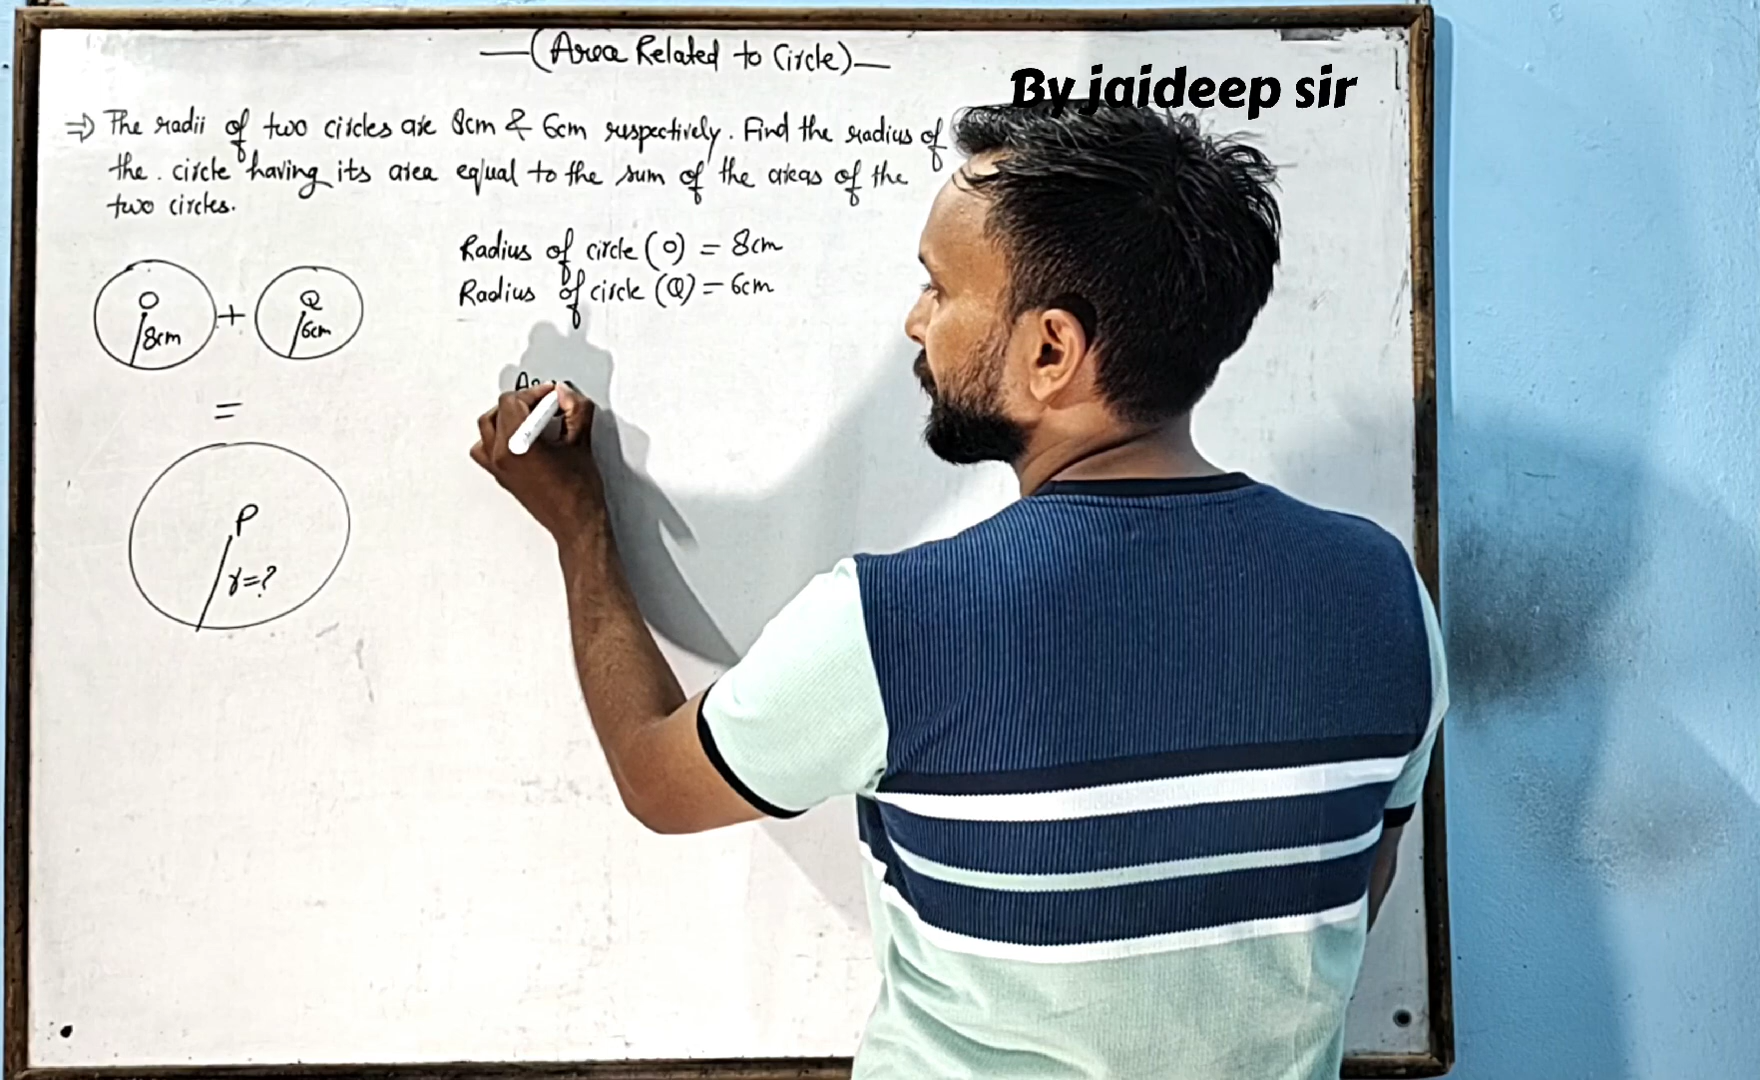 —(Area Related to Circle)—
By jaideep sir
⇒ The radii of two circles are 8cm & 6cm respectively. Find the radius of
the. circle having its area equal to the sum of the areas of the
two circles.
Radius of circle (O) = 8cm
Radius of circle (Q) = 6cm
O
8cm
+
Q
6cm
=
P
r=?